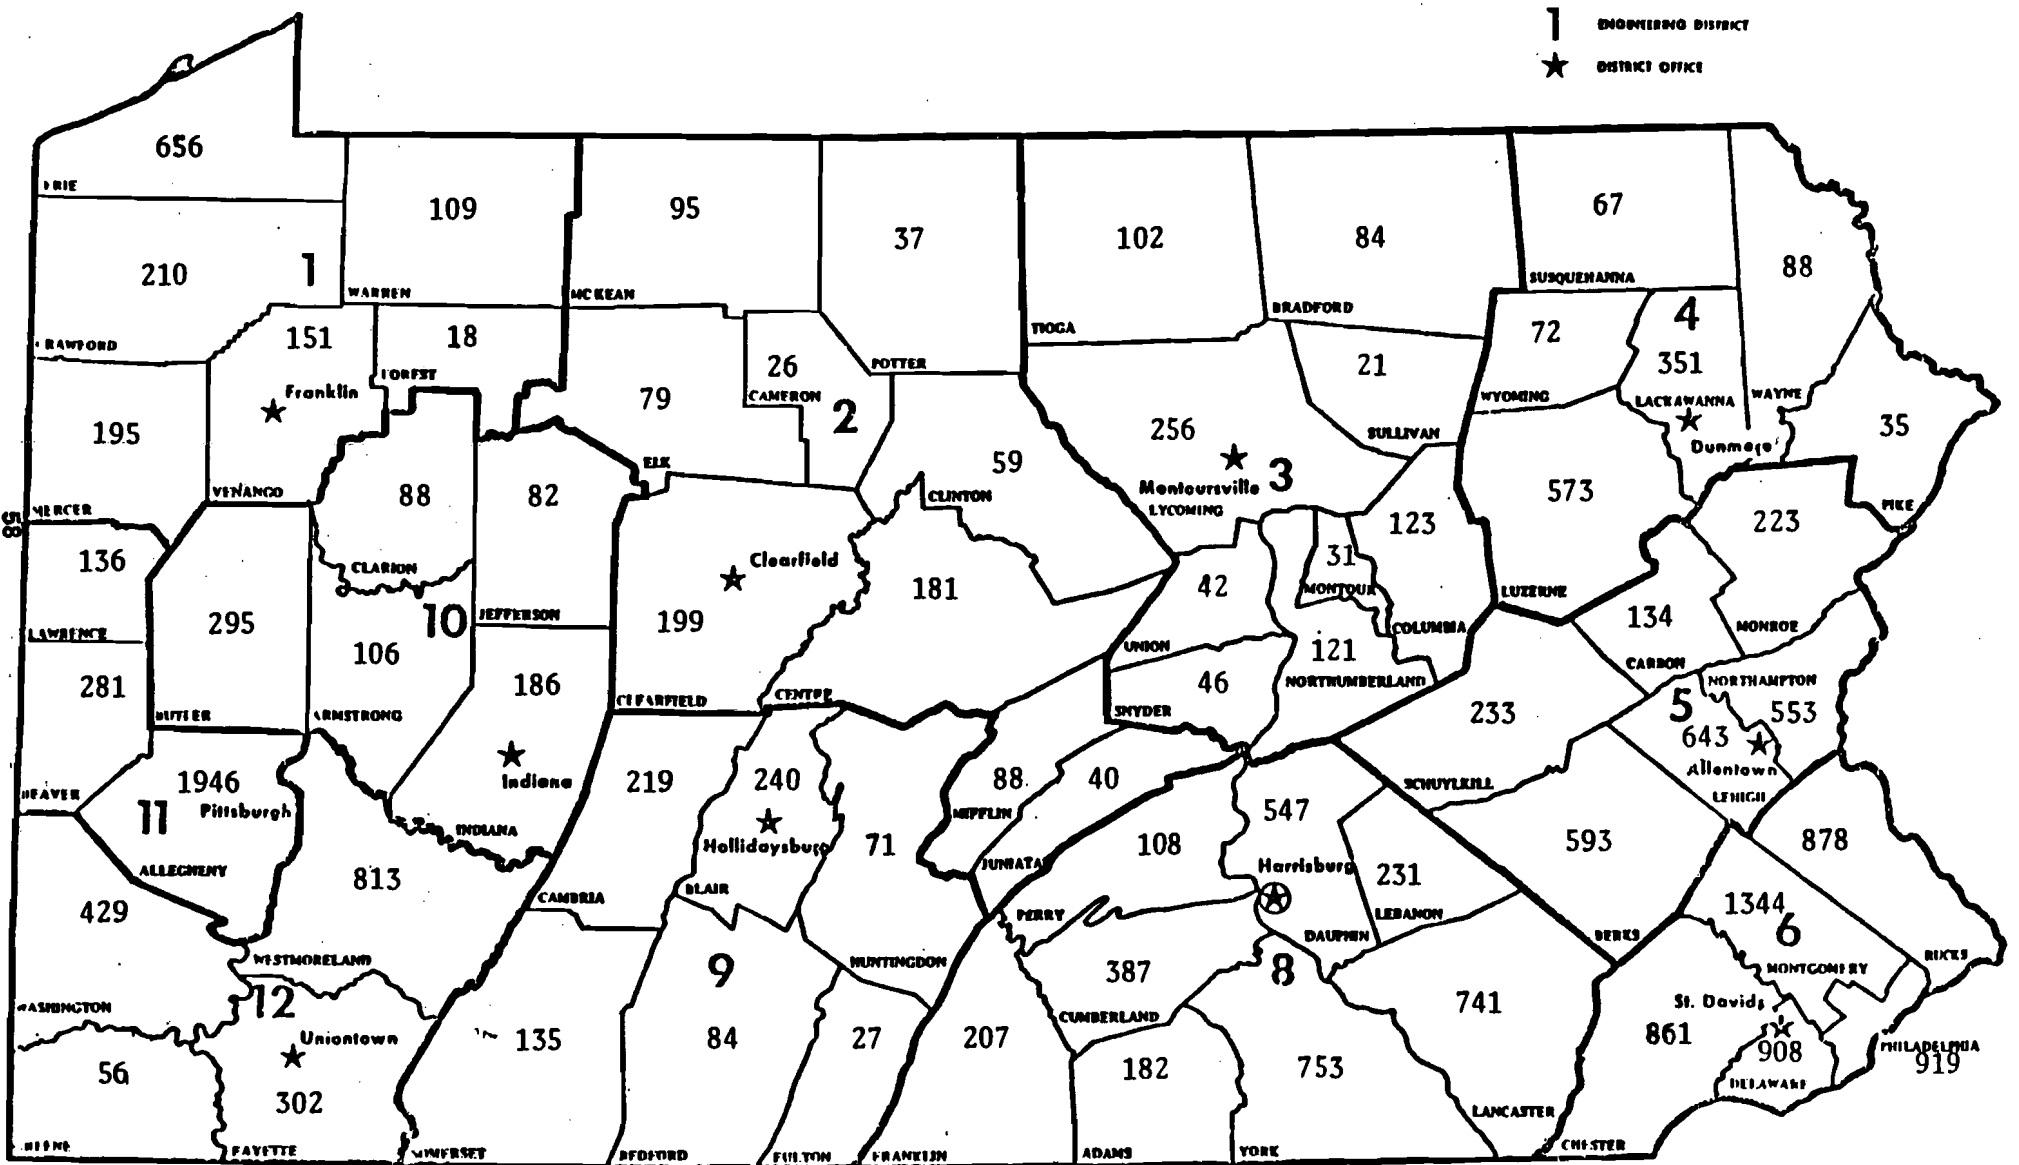 1 ENGINEERING DISTRICT
★ DISTRICT OFFICE
656
109
95
37
102
84
67
88
210
1
WARREN
MCKEAN
TIOGA
BRADFORD
SUSQUEHANNA
151
18
26
POTTER
21
72
4
351
FOREST
Franklin
79
CAMERON
2
256
SULLIVAN
WYOMING
LACKAWANNA
WAYNE
35
195
Dunmore
ELK
59
Montoursville
3
VENANGO
88
82
CLINTON
LYCOMING
573
PIKE
MERCER
58
123
223
136
CLARION
Clearfield
31
181
42
MONTOUR
LUZERNE
295
10
JEFFERSON
199
COLUMBIA
134
MONROE
LAWRENCE
106
UNION
121
CARBON
281
186
46
NORTHUMBERLAND
NORTHAMPTON
BUTLER
ARMSTRONG
CLEARFIELD
CENTRE
SNYDER
233
5
553
643
1946
Indiana
219
240
88
40
SCHUYLKILL
Allentown
BEAVER
11
Pittsburgh
MIFFLIN
LEHIGH
INDIANA
Hollidaysburg
71
547
108
593
878
ALLEGHENY
813
JUNIATA
Harrisburg
231
CAMBRIA
BLAIR
PERRY
LEBANON
1344
429
DAUPHIN
BERKS
6
WESTMORELAND
9
HUNTINGDON
387
8
MONTGOMERY
BUCKS
WASHINGTON
12
CUMBERLAND
741
St. Davids
Uniontown
135
84
27
207
861
908
PHILADELPHIA
919
56
182
753
DELAWARE
302
LANCASTER
FAYETTE
SOMERSET
BEDFORD
FULTON
FRANKLIN
ADAMS
YORK
CHESTER